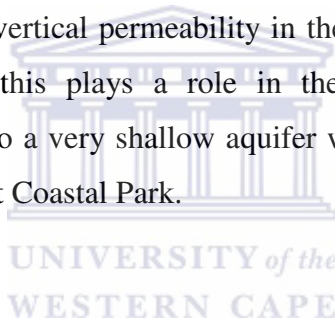 vertical permeability in the
this plays a role in the
o a very shallow aquifer v
t Coastal Park.
UNIVERSITY of the
WESTERN CAPE